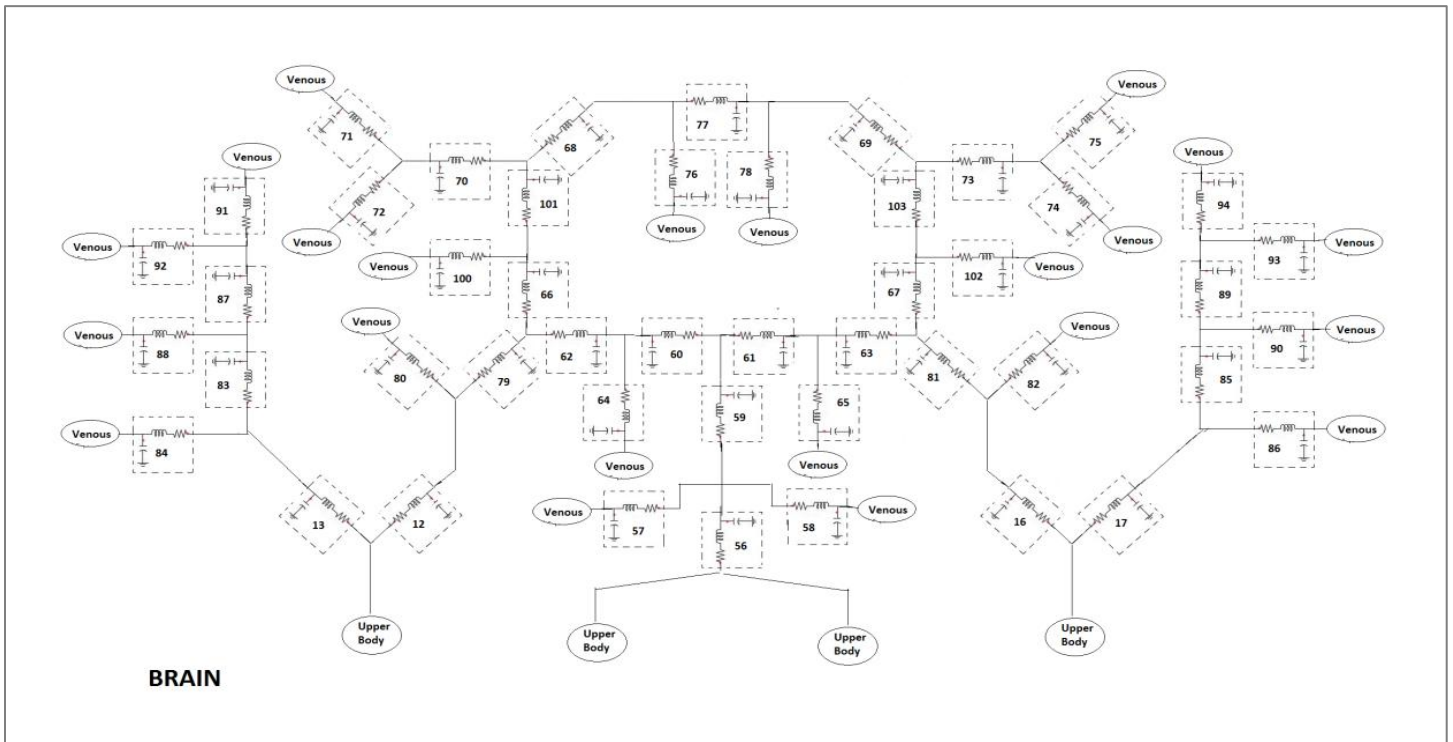 Venous
Venous
77
71
68
69
75
Venous
Venous
70
73
76
78
91
72
101
103
74
94
Venous
Venous
Venous
Venous
Venous
Venous
Venous
92
100
102
93
87
66
67
89
Venous
Venous
Venous
Venous
88
62
60
61
63
90
83
80
79
64
59
65
81
82
85
Venous
84
86
Venous
Venous
Venous
Venous
Venous
13
12
57
58
16
17
56
Upper
Body
Upper
Body
Upper
Body
Upper
Body
BRAIN